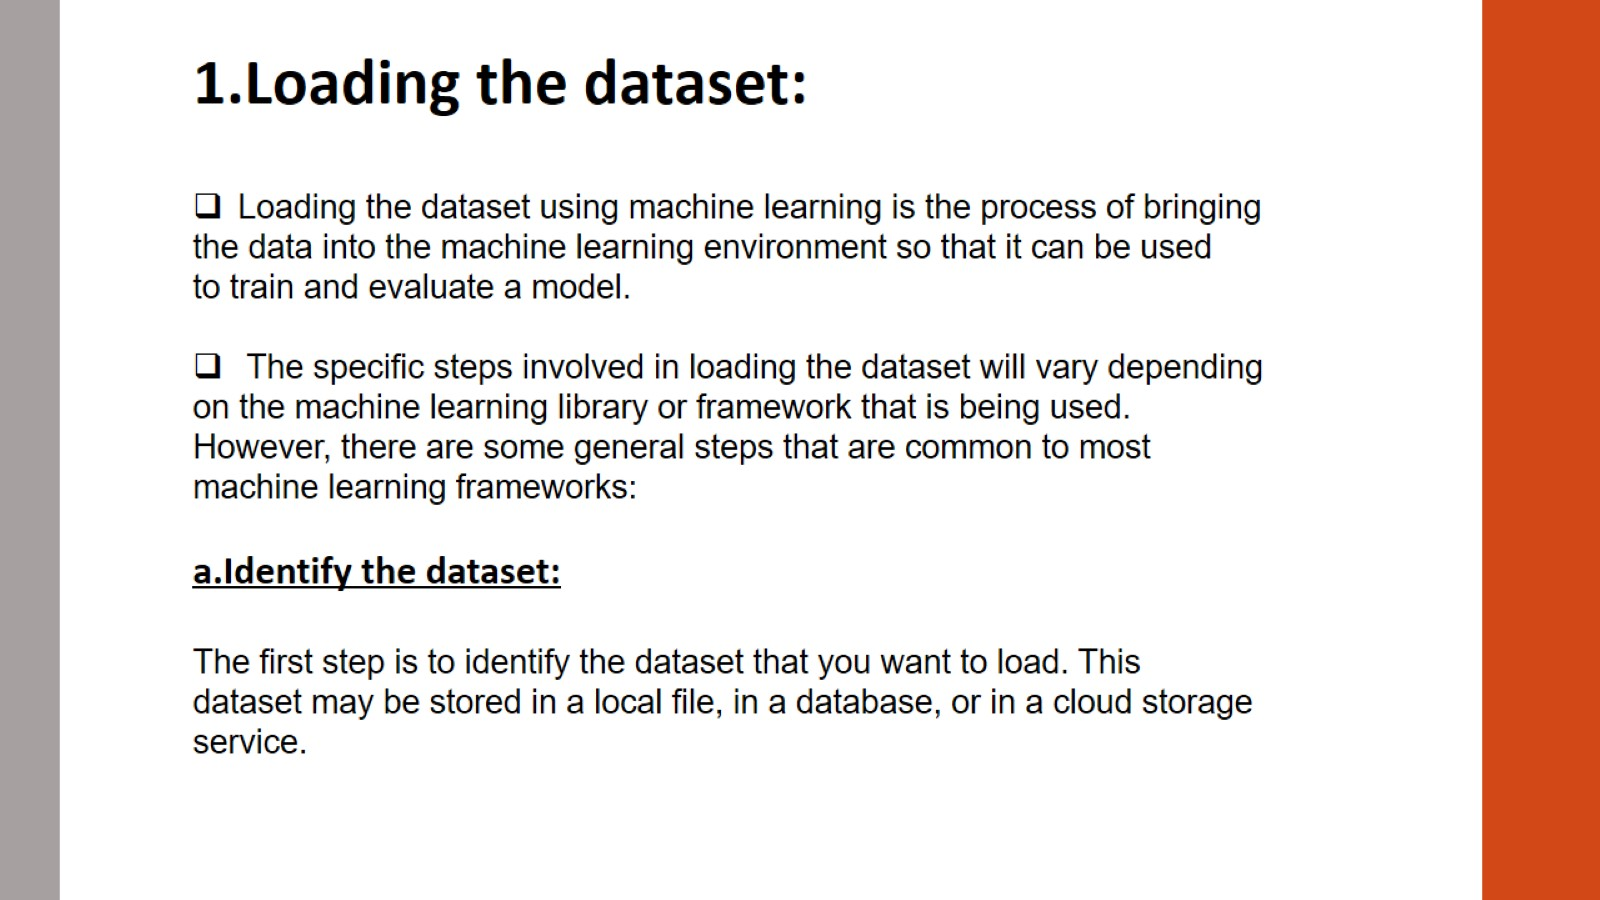 1.Loading the dataset:
❑ Loading the dataset using machine learning is the process of bringing
the data into the machine learning environment so that it can be used
to train and evaluate a model.
❑ The specific steps involved in loading the dataset will vary depending
on the machine learning library or framework that is being used.
However, there are some general steps that are common to most
machine learning frameworks:
a.Identify the dataset:
The first step is to identify the dataset that you want to load. This
dataset may be stored in a local file, in a database, or in a cloud storage
service.